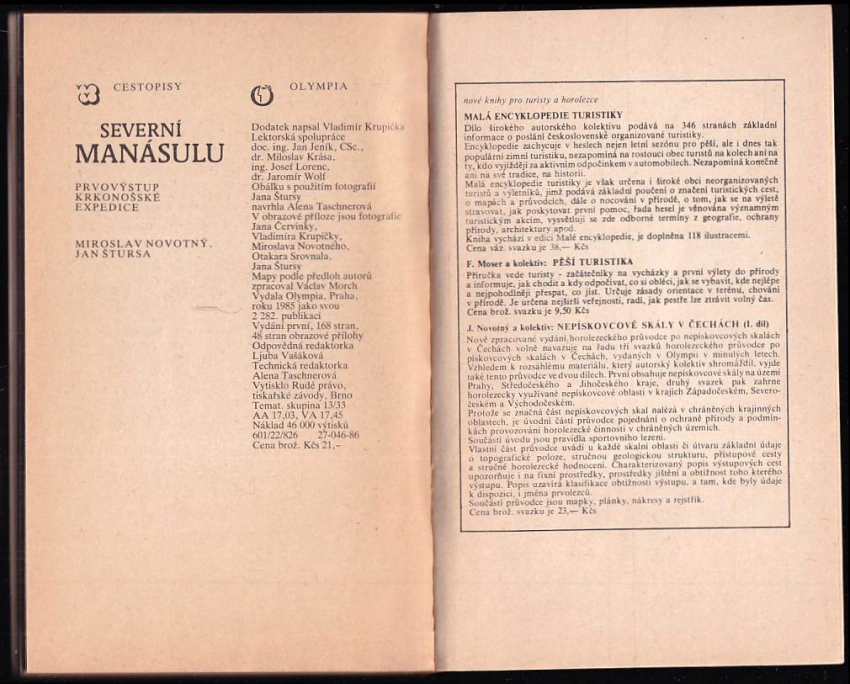 CESTOPISY
SEVERNÍ
MANÁSULU
PRVOVÝSTUP
KRKONOŠSKÉ
EXPEDICE
MIROSLAV NOVOTNÝ,
JAN ŠTURSA
OLYMPIA
Dodatek napsal Vladimír Krupička
Lektorská spolupráce
doc. ing. Jan Jeník, CSc.,
dr. Miloslav Krása,
ing. Josef Lorenc,
dr. Jaromír Wolf
Obálku s použitím fotografií
Jana Štursy
navrhla Alena Taschnerová
V obrazové příloze jsou fotografie
Jana Červinky,
Vladimíra Krupičky,
Miroslava Novotného,
Otakara Srovnala,
Jana Štursy
Mapy podle předloh autorů
zpracoval Václav Morch
Vydala Olympia, Praha,
roku 1985 jako svou
2 282. publikaci
Vydání první, 168 stran,
48 stran obrazové přílohy
Odpovědná redaktorka
Ljuba Vašáková
Technická redaktorka
Alena Taschnerová
Vytisklo Rudé právo,
tiskařské závody, Brno
Temat. skupina 13/33
AA 17,03, VA 17,45
Náklad 46 000 výtisků
601/22/826 27-046-86
Cena brož. Kčs 21,–
nové knihy pro turisty a horolezce
MALÁ ENCYKLOPEDIE TURISTIKY
Dílo širokého autorského kolektivu podává na 346 stranách základní
informace o poslání československé organizované turistiky.
Encyklopedie zachycuje v heslech nejen letní sezónu pro pěší, ale i dnes tak
populární zimní turistiku, nezapomíná na rostoucí obec turistů na kolech ani na
ty, kdo vyjíždějí za aktivním odpočinkem v automobilech. Nezapomíná konečně
ani na své tradice, na historii.
Malá encyklopedie turistiky je však určena i široké obci neorganizovaných
turistů a výletníků, jimž podává základní poučení o značení turistických cest,
o mapách a průvodcích, dále o nocování v přírodě, o tom, jak se na výletě
stravovat, jak poskytovat první pomoc, řada hesel je věnována významným
turistickým akcím, vysvětlují se zde odborné termíny z geografie, ochrany
přírody, architektury apod.
Kniha vychází v edici Malé encyklopedie, je doplněna 118 ilustracemi.
Cena váz. svazku je 38,— Kčs
F. Moser a kolektiv: PĚŠÍ TURISTIKA
Příručka vede turisty - začátečníky na vycházky a první výlety do přírody
a informuje, jak chodit a kdy odpočívat, co si obléci, jak se vybavit, kde nejlépe
a nejpohodlněji přespat, co jíst. Určuje zásady orientace v terénu, chování
v přírodě. Je určena nejširší veřejnosti, radí, jak pestře lze ztrávit volný čas.
Cena brož. svazku je 9,50 Kčs
J. Novotný a kolektiv: NEPÍSKOVCOVÉ SKÁLY V ČECHÁCH (I. díl)
Nově zpracované vydání horolezeckého průvodce po nepískovcových skalách
v Čechách volně navazuje na řadu tří svazků horolezeckého průvodce po
pískovcových skalách v Čechách, vydaných v Olympii v minulých letech.
Vzhledem k rozsáhlému materiálu, který autorský kolektiv shromáždil, vyjde
také tento průvodce ve dvou dílech. První obsahuje nepískovcové skály na území
Prahy, Středočeského a Jihočeského kraje, druhý svazek pak zahrne
horolezecky využívané nepískovcové oblasti v krajích Západočeském, Severo-
českém a Východočeském.
Protože se značná část nepískovcových skal nalézá v chráněných krajinných
oblastech, je úvodní částí průvodce pojednání o ochraně přírody a podmín-
kách provozování horolezecké činnosti v chráněných územích.
Součástí úvodu jsou pravidla sportovního lezení.
Vlastní část průvodce uvádí u každé skalní oblasti či útvaru základní údaje
o topografické poloze, stručnou geologickou strukturu, přístupové cesty
a stručné horolezecké hodnocení. Charakterizovaný popis výstupových cest
upozorňuje i na fixní prostředky, prostředky jištění a obtížnost toho kterého
výstupu. Popis uzavírá klasifikace obtížnosti výstupu, a tam, kde byly údaje
k dispozici, i jména prvolezců.
Součástí průvodce jsou mapky, plánky, nákresy a rejstřík.
Cena brož. svazku je 23,— Kčs